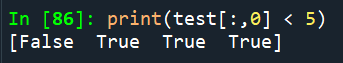 In [86]: print(test[:,0] < 5)
[False  True  True  True]